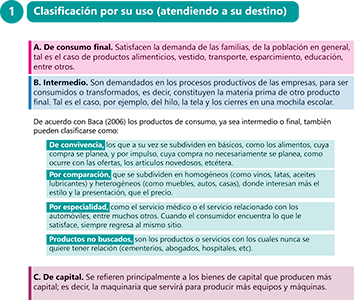 1 Clasificación por su uso (atendiendo a su destino)
A. De consumo final. Satisfacen la demanda de las familias, de la población en general,
tal es el caso de productos alimenticios, vestido, transporte, esparcimiento, educación,
entre otros.
B. Intermedio. Son demandados en los procesos productivos de las empresas, para ser
consumidos o transformados, es decir, constituyen la materia prima de otro producto
final. Tal es el caso, por ejemplo, del hilo, la tela y los cierres en una mochila escolar.
De acuerdo con Baca (2006) los productos de consumo, ya sea intermedio o final, también
pueden clasificarse como:
De convivencia, los que a su vez se subdividen en básicos, como los alimentos, cuya
compra se planea, y por impulso, cuya compra no necesariamente se planea, como
ocurre con las ofertas, los artículos novedosos, etcétera.
Por comparación, que se subdividen en homogéneos (como vinos, latas, aceites
lubricantes) y heterogéneos (como muebles, autos, casas), donde interesan más el
estilo y la presentación, que el precio.
Por especialidad, como el servicio médico o el servicio relacionado con los
automóviles, entre muchos otros. Cuando el consumidor encuentra lo que le
satisface, siempre regresa al mismo sitio.
Productos no buscados, son los productos o servicios con los cuales nunca se
quiere tener relación (cementerios, abogados, hospitales, etc).
C. De capital. Se refieren principalmente a los bienes de capital que producen más
capital; es decir, la maquinaria que servirá para producir más equipos y máquinas.